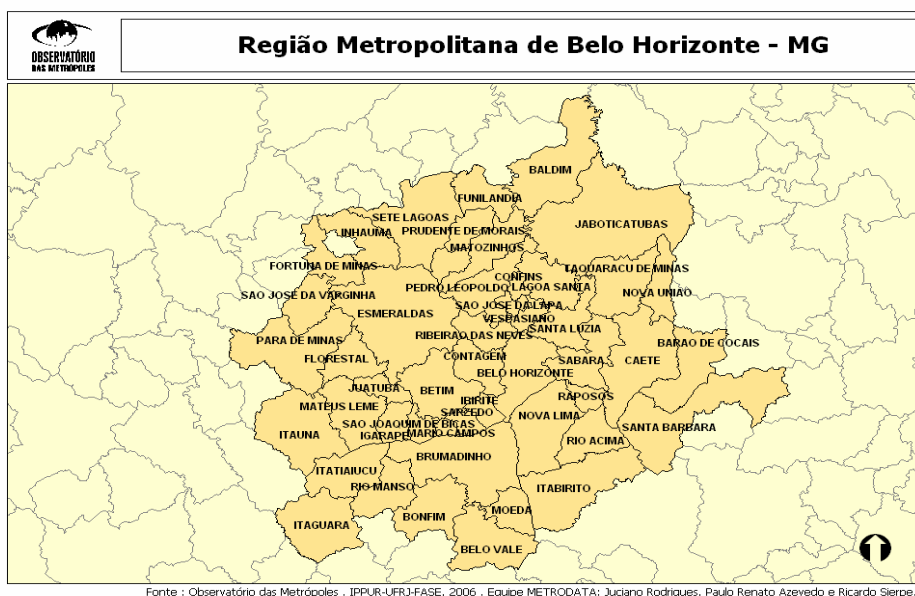 OBSERVATÓRIO
DAS METRÓPOLES
Região Metropolitana de Belo Horizonte - MG
BALDIM
FUNILANDIA
SETE LAGOAS
JABOTICATUBAS
INHAUMA
PRUDENTE DE MORAIS
MATOZINHOS
FORTUNA DE MINAS
CONFINS
TAQUARACU DE MINAS
PEDRO LEOPOLDO
LAGOA SANTA
NOVA UNIAO
SAO JOSE DA VARGINHA
SAO JOSE DA LAPA
ESMERALDAS
VESPASIANO
SANTA LUZIA
RIBEIRAO DAS NEVES
PARA DE MINAS
BARAO DE COCAIS
FLORESTAL
CONTAGEM
SABARA
CAETE
BELO HORIZONTE
JUATUBA
BETIM
RAPOSOS
IBIRITE
MATEUS LEME
SARZEDO
NOVA LIMA
SAO JOAQUIM DE BICAS
SANTA BARBARA
ITAUNA
IGARAPE
MARIO CAMPOS
RIO ACIMA
BRUMADINHO
ITATIAIUCU
RIO MANSO
ITABIRITO
MOEDA
BONFIM
ITAGUARA
BELO VALE
Fonte : Observatório das Metrópoles . IPPUR-UFRJ-FASE. 2006 . Equipe METRODATA: Juciano Rodrigues. Paulo Renato Azevedo e Ricardo Sierpe.